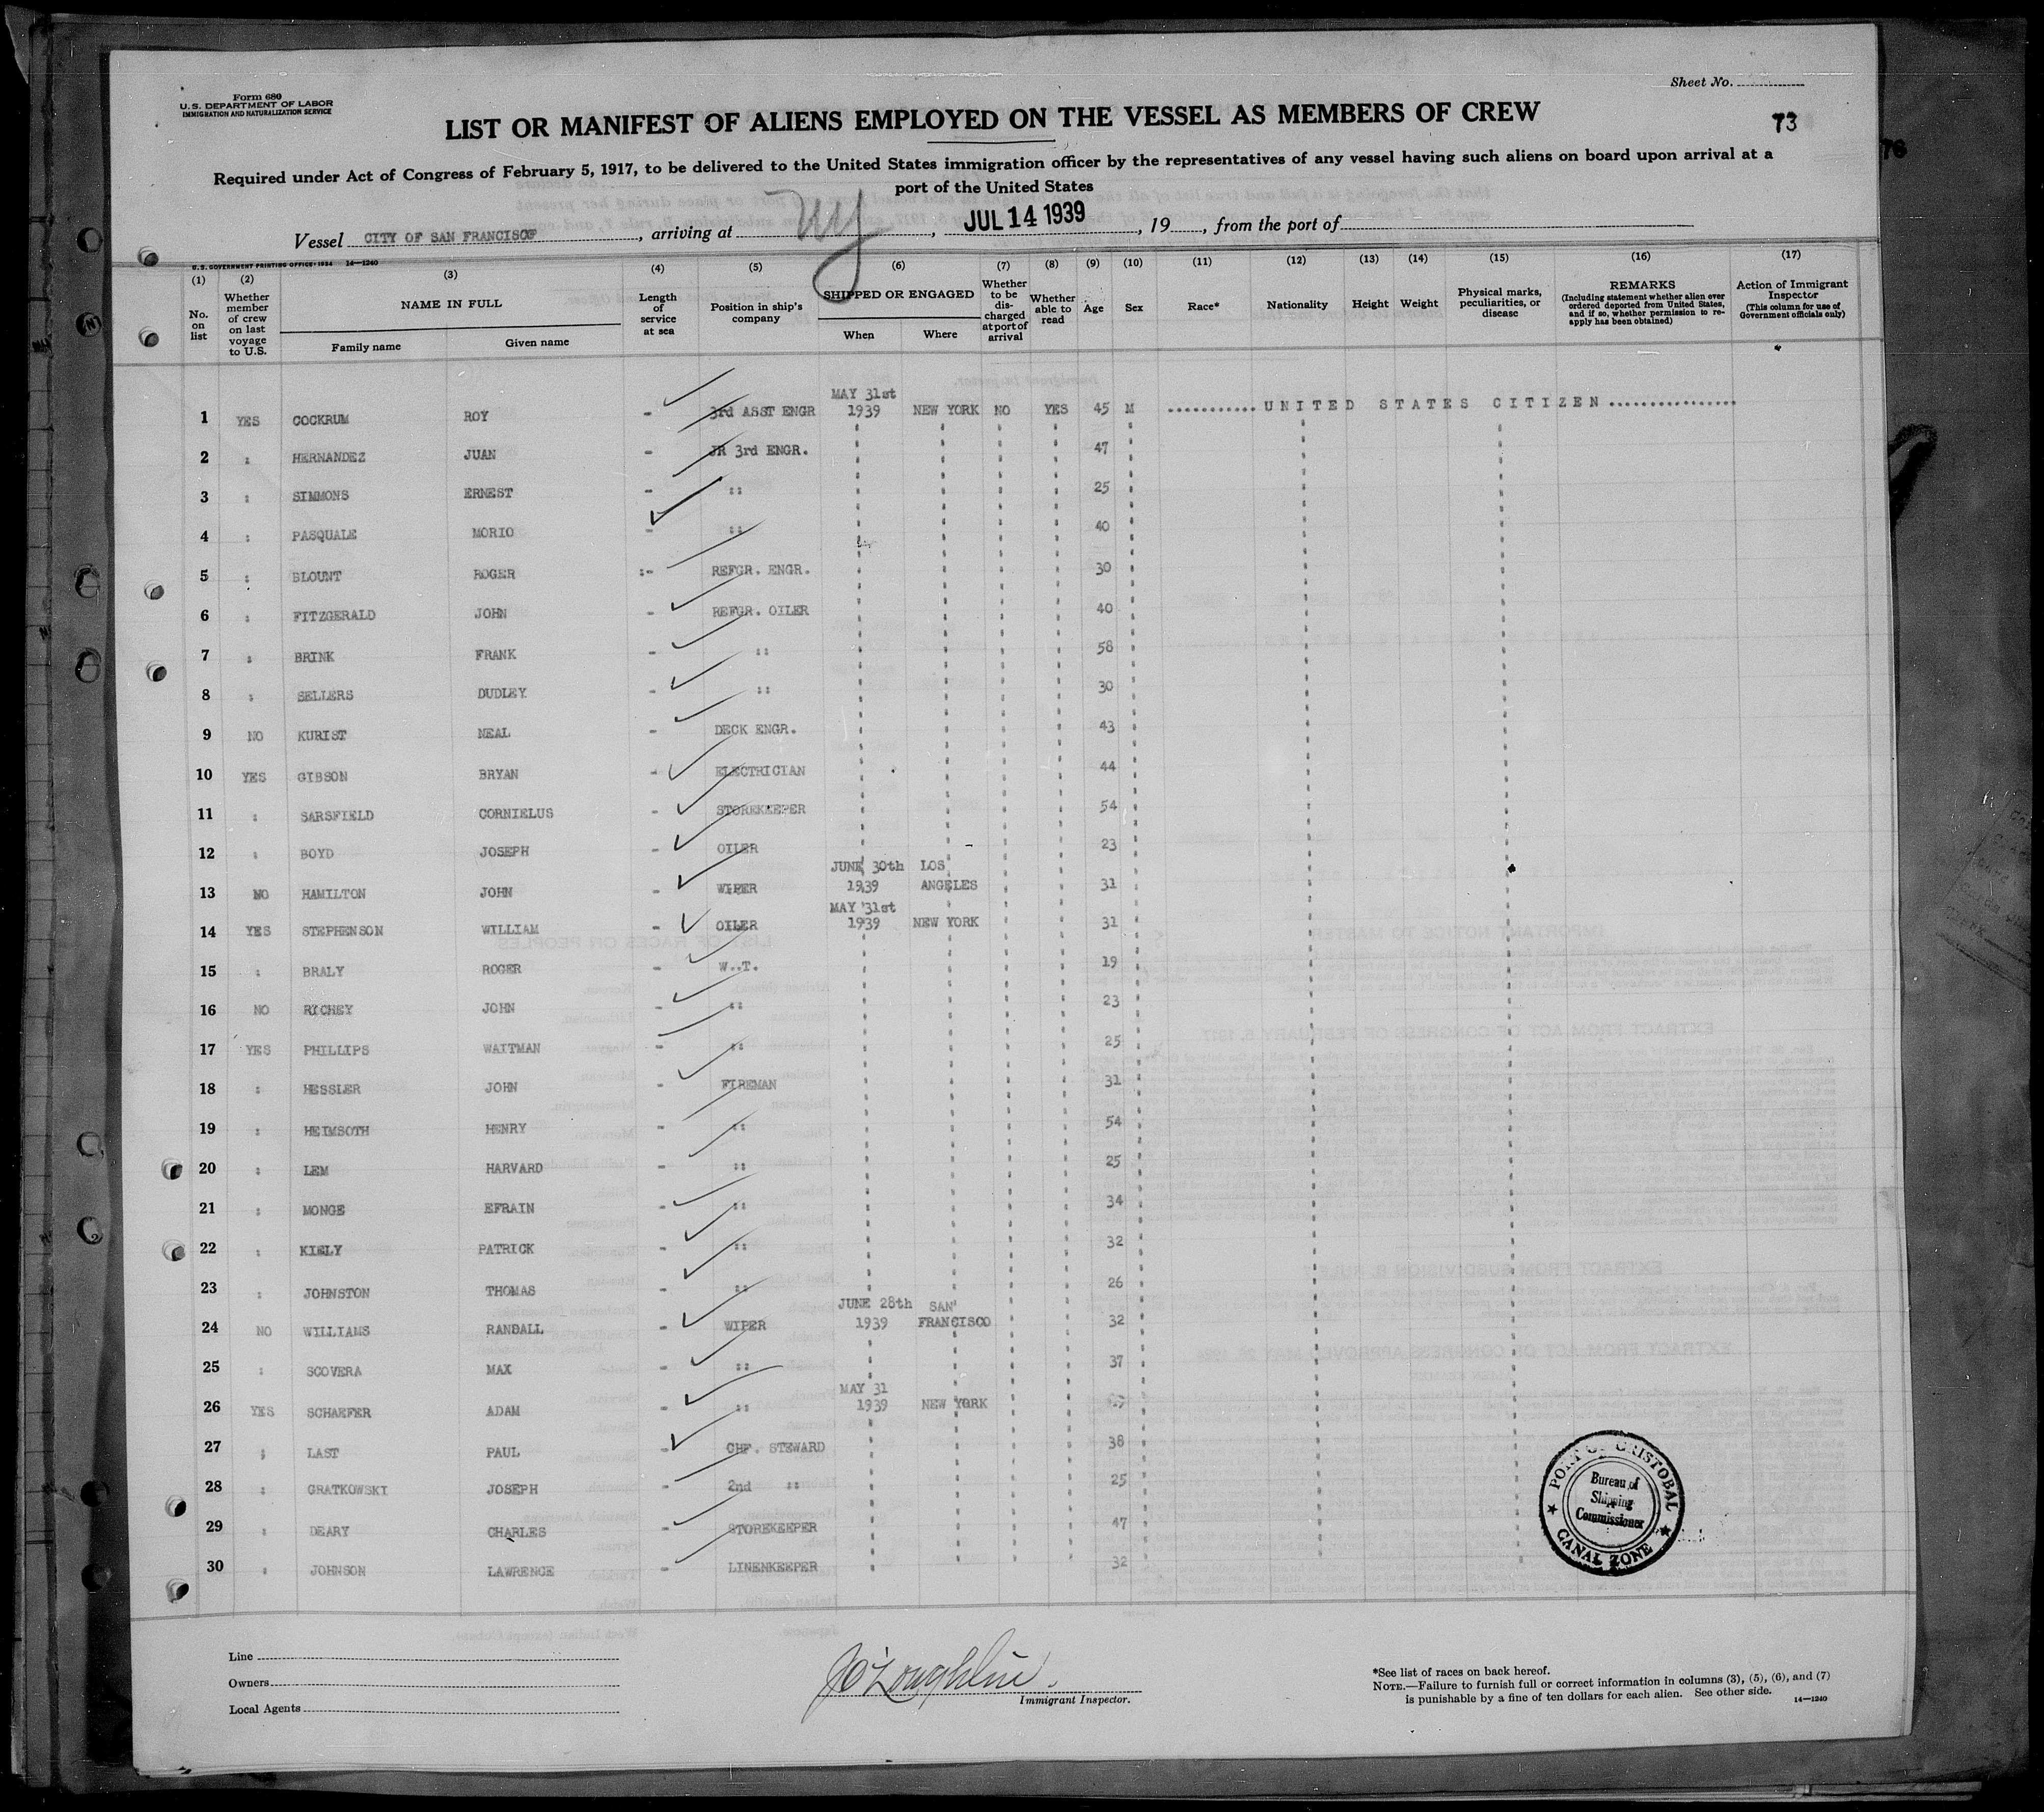 Form 680
U.S. DEPARTMENT OF LABOR
IMMIGRATION AND NATURALIZATION SERVICE
Sheet No.
LIST OR MANIFEST OF ALIENS EMPLOYED ON THE VESSEL AS MEMBERS OF CREW
73
76
Required under Act of Congress of February 5, 1917, to be delivered to the United States immigration officer by the representatives of any vessel having such aliens on board upon arrival at a
port of the United States
Vessel CITY OF SAN FRANCISCO, arriving at NY, JUL 14 1939, 19, from the port of
U.S. GOVERNMENT PRINTING OFFICE: 1934 14—1240
(1) (2) (3) (4) (5) (6) (7) (8) (9) (10) (11) (12) (13) (14) (15) (16) (17)
No. on list
Whether member of crew on last voyage to U.S.
NAME IN FULL
Family name
Given name
Length of service at sea
Position in ship's company
SHIPPED OR ENGAGED
When
Where
Whether to be discharged at port of arrival
Whether able to read
Age
Sex
Race*
Nationality
Height
Weight
Physical marks, peculiarities, or disease
REMARKS
(Including statement whether alien ever ordered deported from United States, and if so, whether permission to reapply has been obtained)
Action of Immigrant Inspector
(This column for use of Government officials only)
1 YES COCKRUM ROY - 3rd ASST ENGR MAY 31st 1939 NEW YORK NO YES 45 M ...........UNITED STATES CITIZEN................
2 : HERNANDEZ JUAN - JR 3rd ENGR. " " " " 47 "
3 : SIMMONS ERNEST - :: " " " " 25 "
4 : PASQUALE MORIO - :: " " " " 40 "
5 : BLOUNT ROGER :- REFGR. ENGR. " " " " 30 "
6 : FITZGERALD JOHN - REFGR. OILER " " " " 40 "
7 : BRINK FRANK - :: " " " " 58 "
8 : SELLERS DUDLEY - :: " " " " 30 "
9 NO KURIST NEAL - DECK ENGR. " " " " 43 "
10 YES GIBSON BRYAN - ELECTRICIAN " " " " 44 "
11 : SARSFIELD CORNIELUS - STOREKEEPER " " " " 54 "
12 : BOYD JOSEPH - OILER " " " " 23 "
13 NO HAMILTON JOHN - WIPER JUNE 30th 1939 LOS ANGELES " " 31 "
14 YES STEPHENSON WILLIAM - OILER MAY 31st 1939 NEW YORK " " 31 "
15 : BRALY ROGER - W..T. " " " " 19 "
16 NO RICHEY JOHN - :: " " " " 23 "
17 YES PHILLIPS WAITMAN - :: " " " " 25 "
18 : HESSLER JOHN - FIREMAN " " " " 31 "
19 : HEIMSOTH HENRY - :: " " " " 54 "
20 : LEM HARVARD - :: " " " " 25 "
21 : MONGE EFRAIN - :: " " " " 34 "
22 : KIELY PATRICK - :: " " " " 32 "
23 : JOHNSTON THOMAS - :: " " " " 26 "
24 NO WILLIAMS RANDALL - WIPER JUNE 28th 1939 SAN FRANCISCO " " 32 "
25 : SCOVERA MAX - :: " " " " 37 "
26 YES SCHAEFER ADAM - :: MAY 31 1939 NEW YORK " " "
27 : LAST PAUL - CHF. STEWARD " " " " 38 "
28 : GRATKOWSKI JOSEPH - 2nd :: " " " " 25 "
29 : DEARY CHARLES - STOREKEEPER " " " " 47 "
30 : JOHNSON LAWRENCE - LINENKEEPER " " " " 32 "
PORT OF CRISTOBAL
Bureau of
Shipping
Commissioner
CANAL ZONE
Line
Owners
Local Agents
J O'Loughlin.
Immigrant Inspector.
*See list of races on back hereof.
NOTE.—Failure to furnish full or correct information in columns (3), (5), (6), and (7)
is punishable by a fine of ten dollars for each alien. See other side.
14—1240